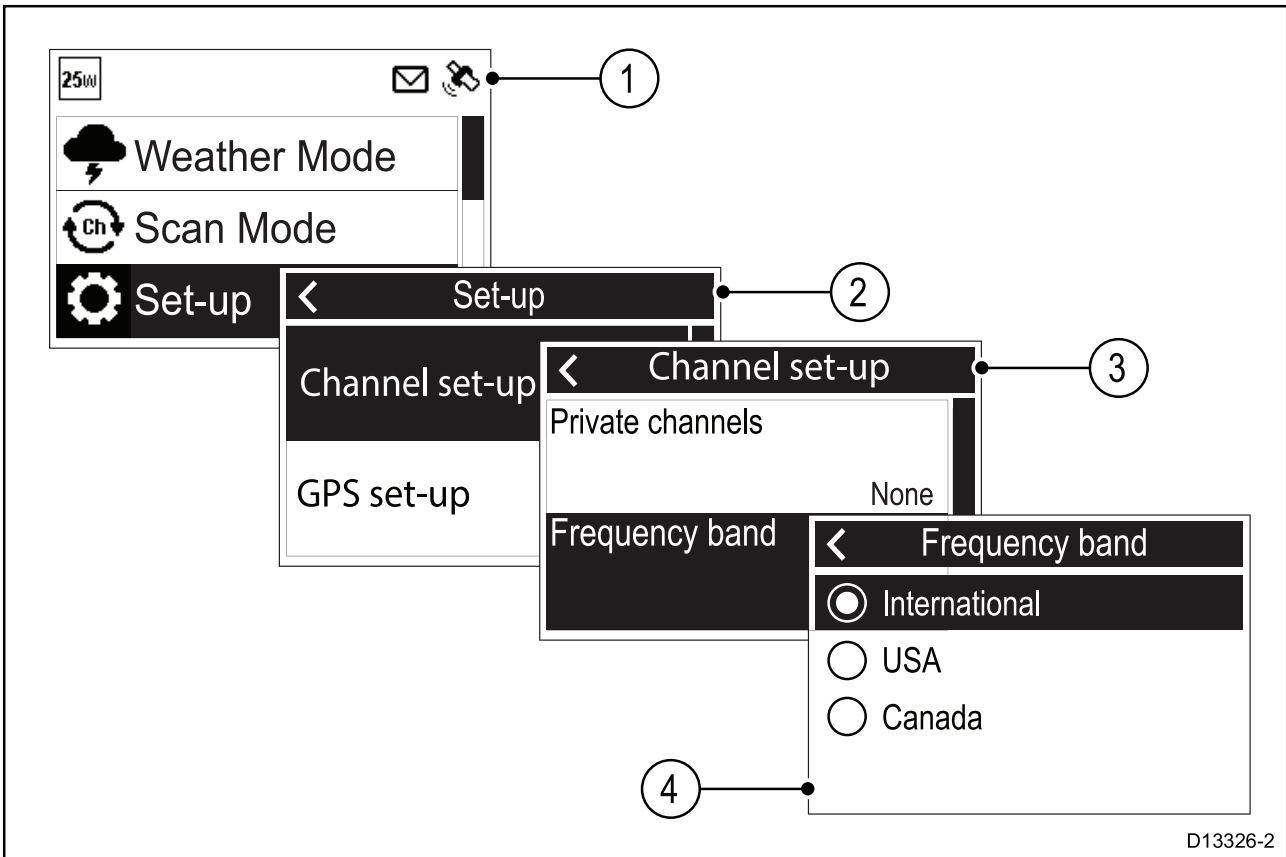 25W
1
Weather Mode
Ch
Scan Mode
Set-up
Set-up
2
Channel set-up
GPS set-up
Channel set-up
3
Private channels
None
Frequency band
Frequency band
International
USA
Canada
4
D13326-2